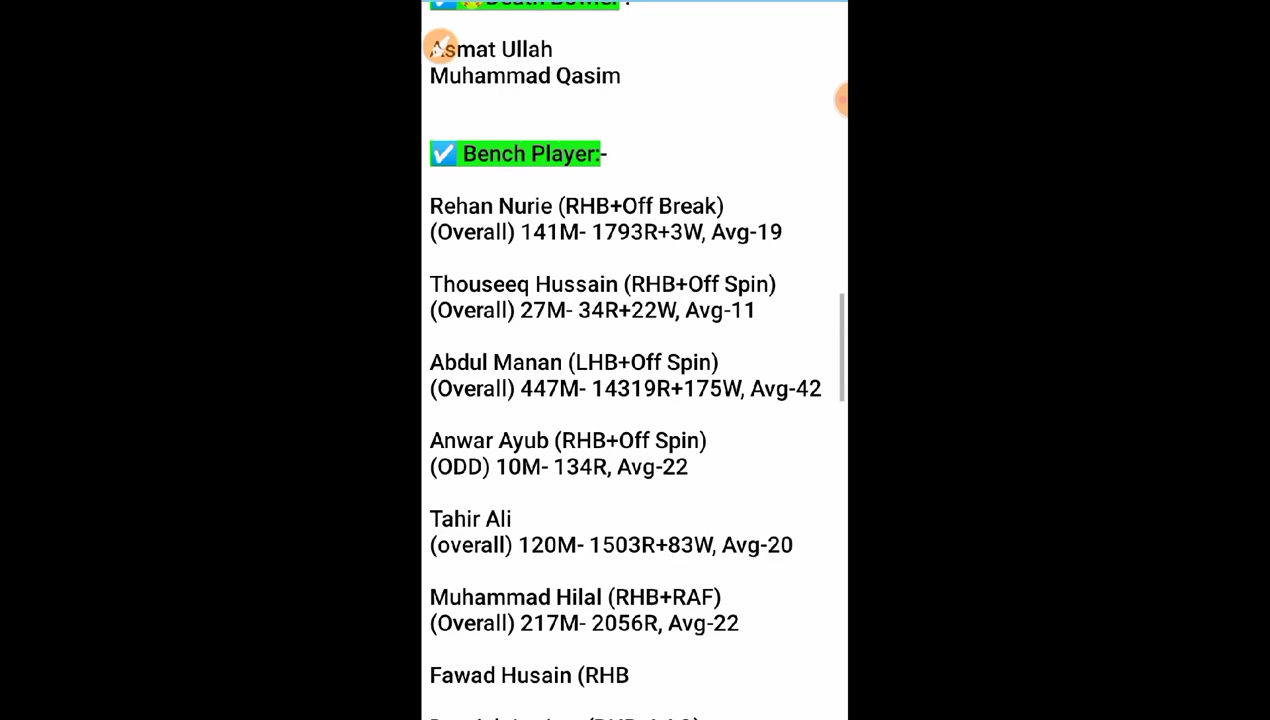 Death Bowler :
Asmat Ullah
Muhammad Qasim
✅ Bench Player:-
Rehan Nurie (RHB+Off Break)
(Overall) 141M- 1793R+3W, Avg-19
Thouseeq Hussain (RHB+Off Spin)
(Overall) 27M- 34R+22W, Avg-11
Abdul Manan (LHB+Off Spin)
(Overall) 447M- 14319R+175W, Avg-42
Anwar Ayub (RHB+Off Spin)
(ODD) 10M- 134R, Avg-22
Tahir Ali
(overall) 120M- 1503R+83W, Avg-20
Muhammad Hilal (RHB+RAF)
(Overall) 217M- 2056R, Avg-22
Fawad Husain (RHB